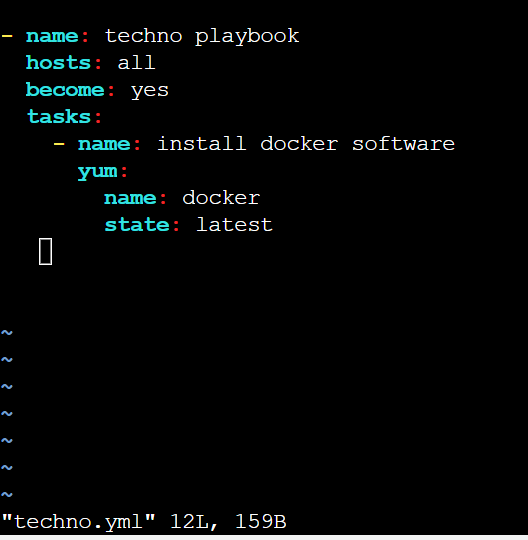 - name: techno playbook
  hosts: all
  become: yes
  tasks:
    - name: install docker software
      yum:
        name: docker
        state: latest
~
~
~
~
~
~
~
"techno.yml" 12L, 159B